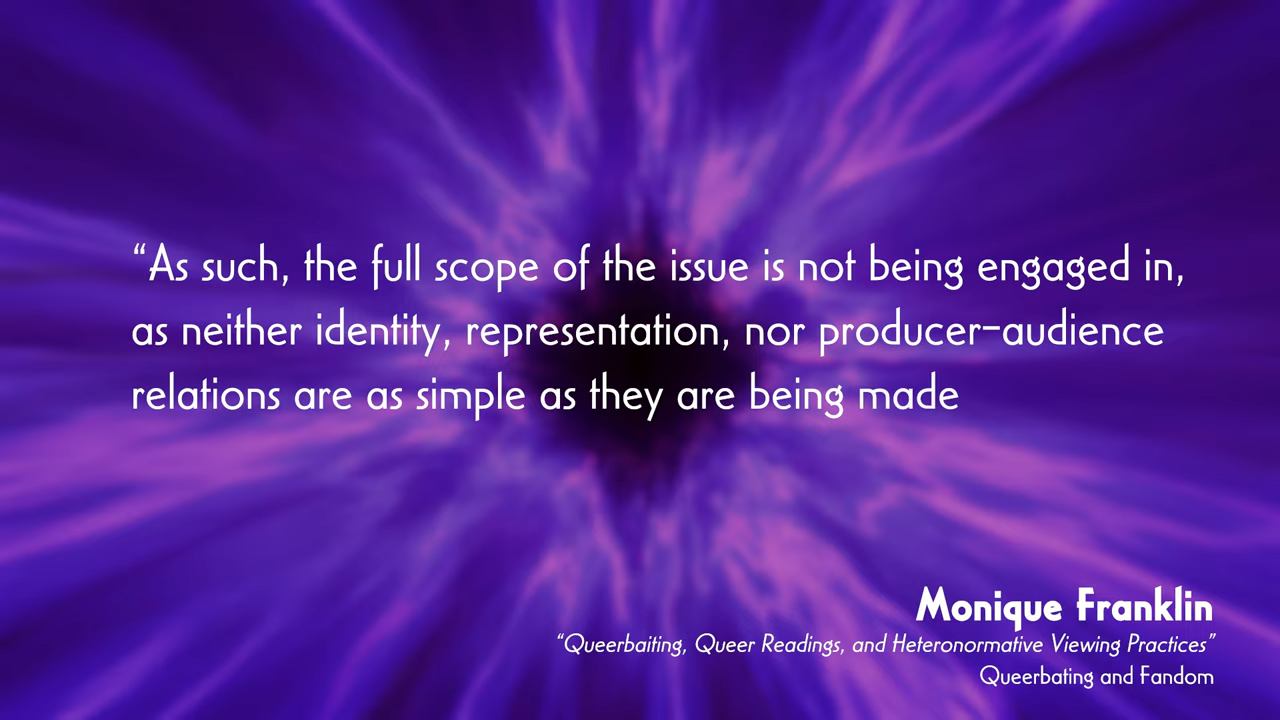 “As such, the full scope of the issue is not being engaged in,
as neither identity, representation, nor producer-audience
relations are as simple as they are being made
Monique Franklin
“Queerbaiting, Queer Readings, and Heteronormative Viewing Practices”
Queerbating and Fandom